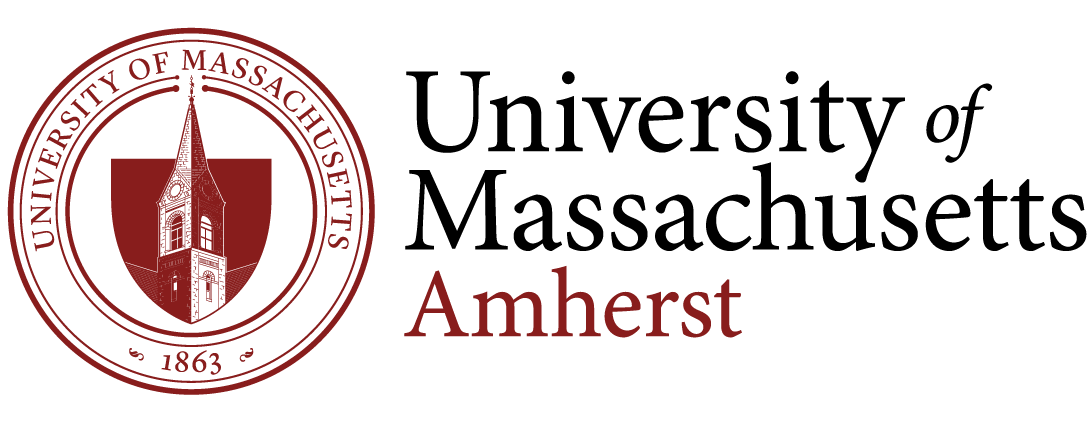 UNIVERSITY OF MASSACHUSETTS
1863
University of
Massachusetts
Amherst